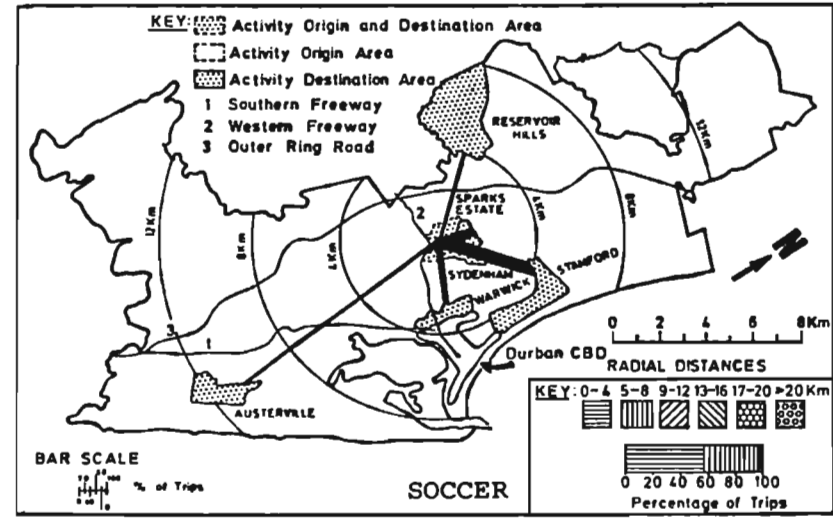 KEY: Activity Origin and Destination Area
Activity Origin Area
Activity Destination Area
1 Southern Freeway
2 Western Freeway
3 Outer Ring Road
RESERVOIR
HILLS
12Km
SPARKS
ESTATE
2
4Km
8Km
12Km
8Km
4Km
SYDENHAM
STAMFORD
WARWICK
N
3
1
0 2 4 6 8Km
RADIAL DISTANCES
Durban CBD
AUSTERVILLE
KEY: 0-4 5-8 9-12 13-16 17-20 >20 Km
0 20 40 60 80 100
Percentage of Trips
BAR SCALE
% of Trips
SOCCER